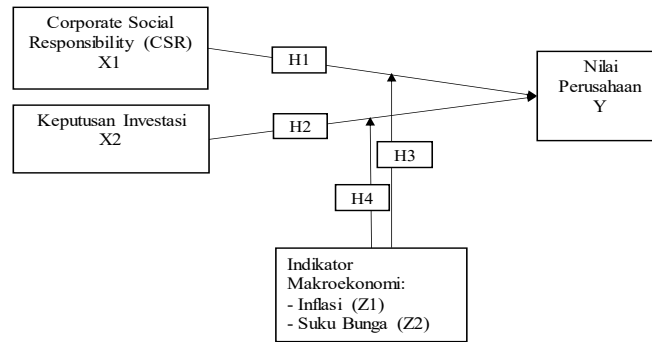 Corporate Social
Responsibility (CSR)
X1
H1
Nilai
Perusahaan
Y
Keputusan Investasi
X2
H2
H3
H4
Indikator
Makroekonomi:
- Inflasi (Z1)
- Suku Bunga (Z2)